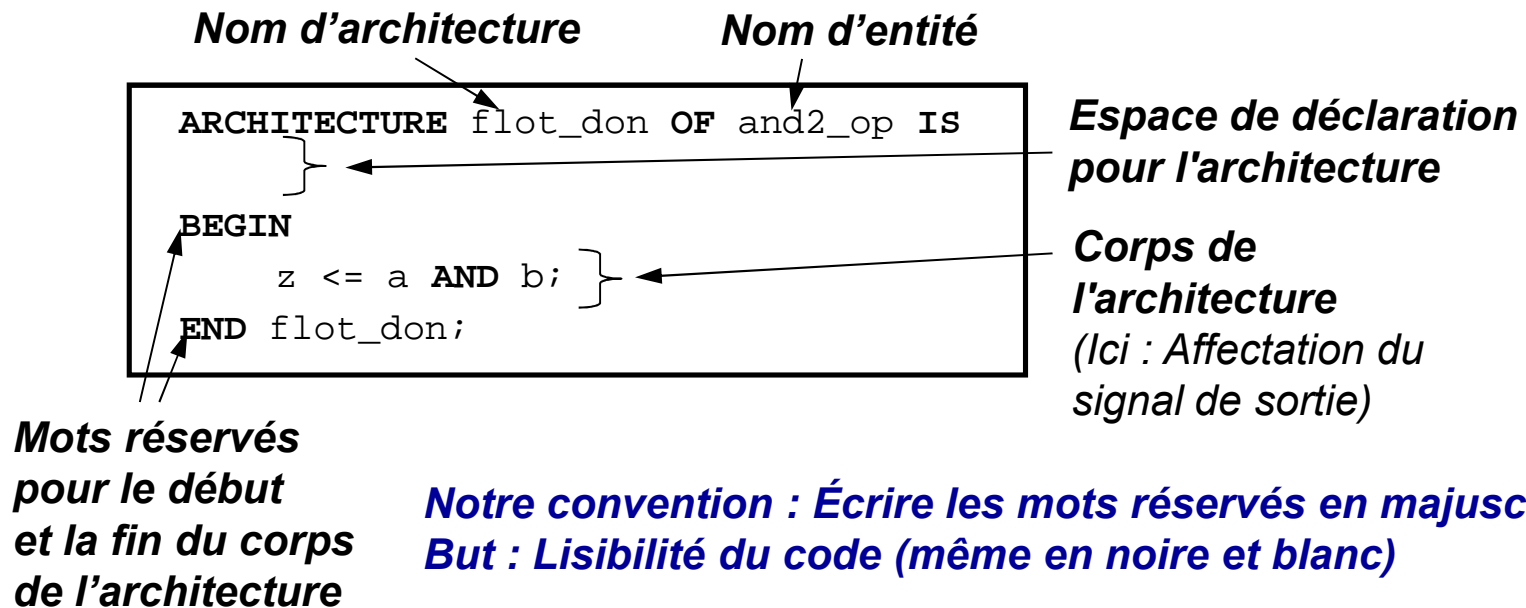 Nom d’architecture
Nom d’entité
ARCHITECTURE flot_don OF and2_op IS
BEGIN
z <= a AND b;
END flot_don;
Espace de déclaration
pour l'architecture
Corps de
l'architecture
(Ici : Affectation du
signal de sortie)
Mots réservés
pour le début
et la fin du corps
de l’architecture
Notre convention : Écrire les mots réservés en majusc
But : Lisibilité du code (même en noire et blanc)